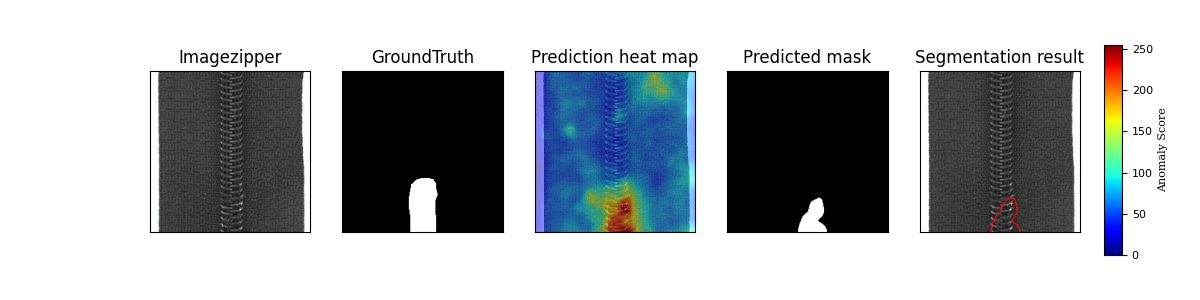 Imagezipper
GroundTruth
Prediction heat map
Predicted mask
Segmentation result
250
200
150
100
50
0
Anomaly Score